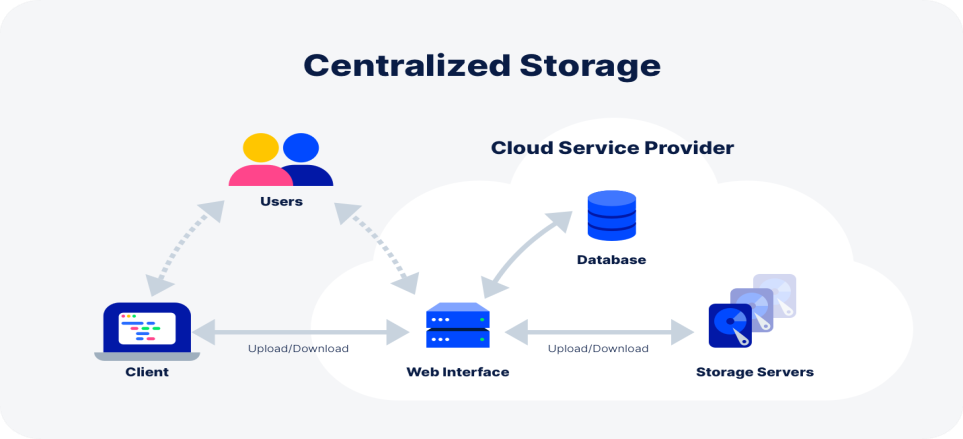 Centralized Storage
Cloud Service Provider
Users
Database
Upload/Download
Upload/Download
Client
Web Interface
Storage Servers